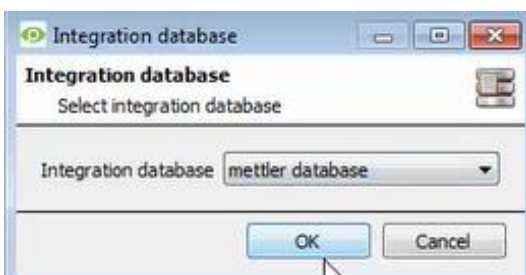 Integration database
Integration database
Select integration database
Integration database mettler database
OK Cancel